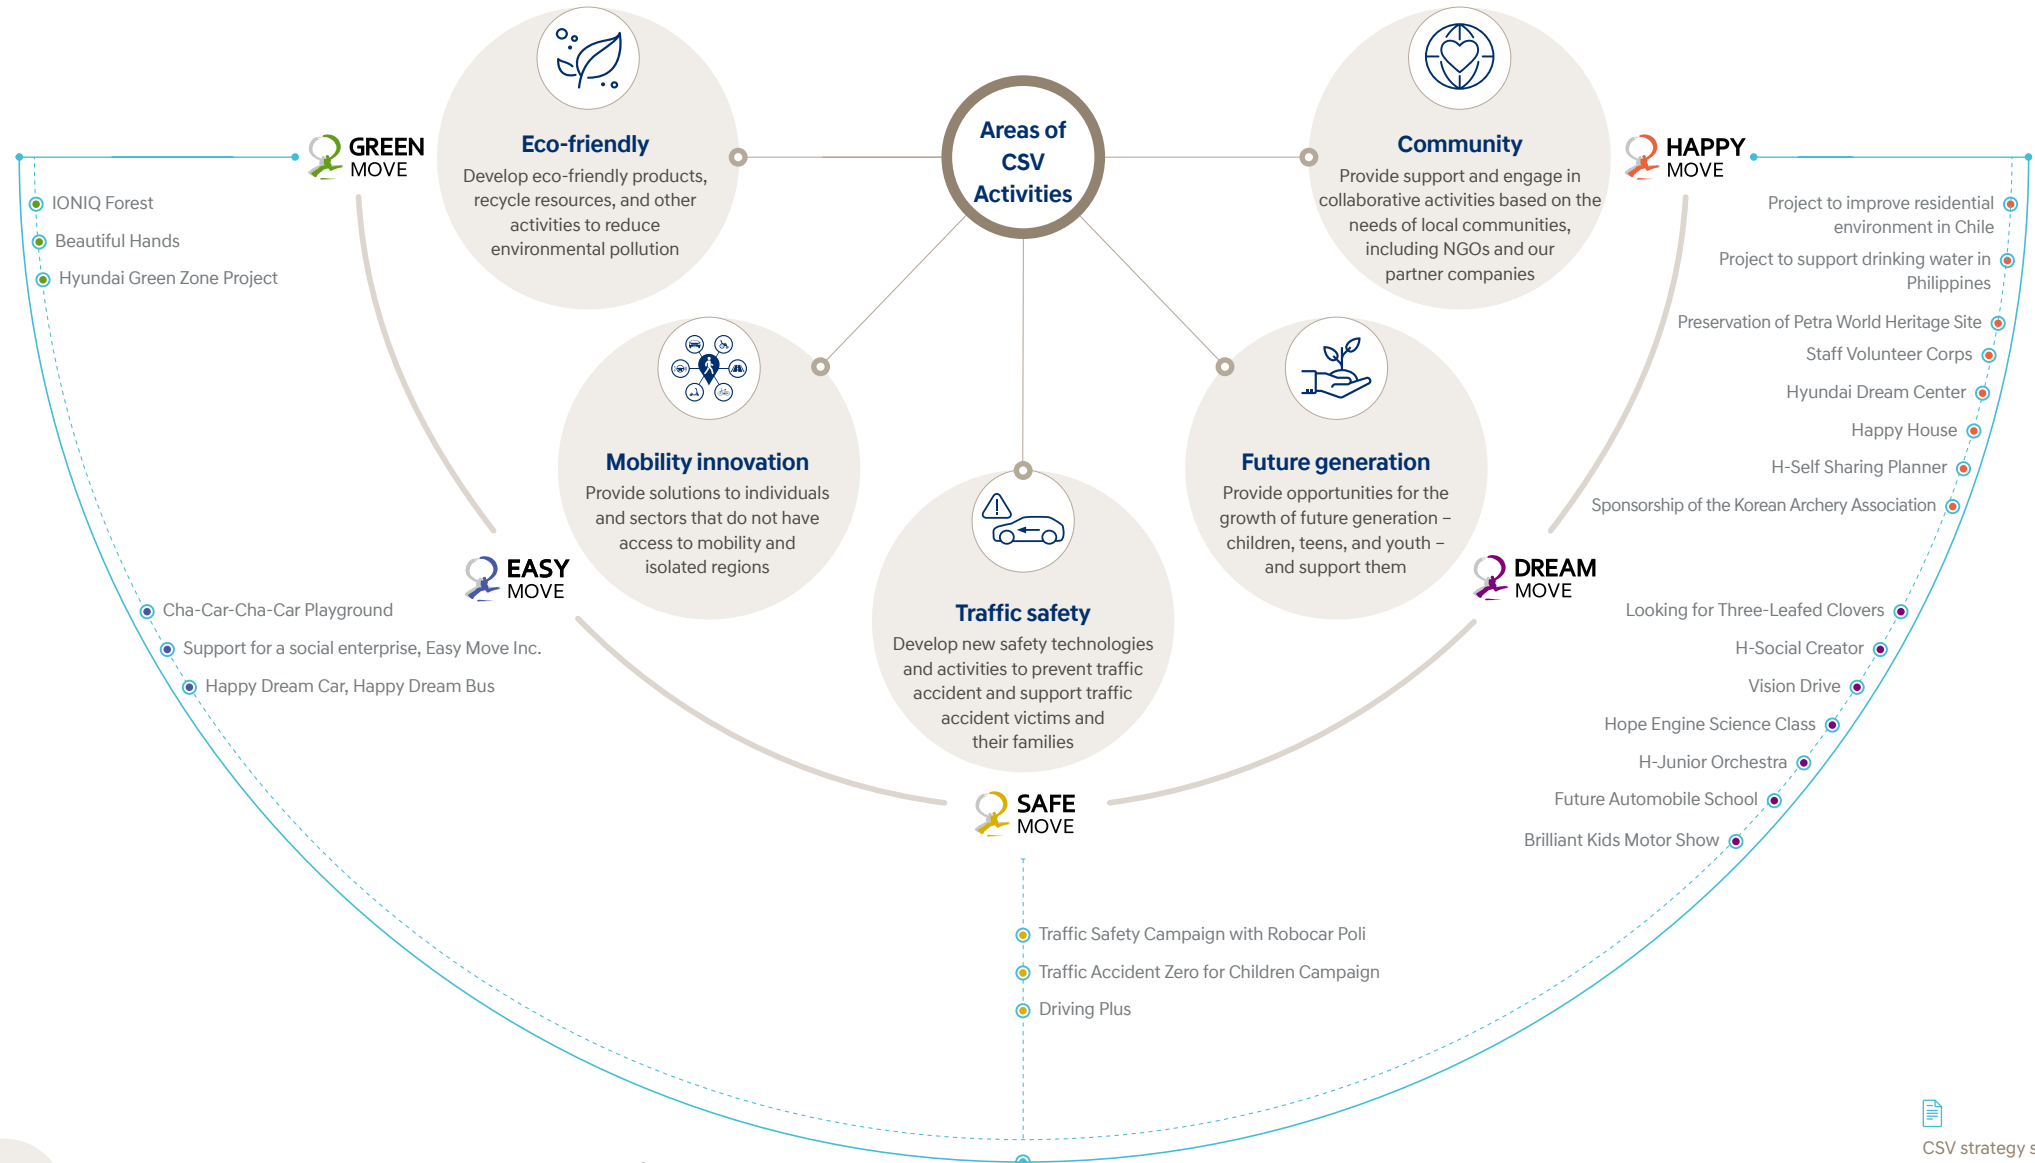 Areas of
CSV
Activities
GREEN
MOVE
IONIQ Forest
Beautiful Hands
Hyundai Green Zone Project
Eco-friendly
Develop eco-friendly products,
recycle resources, and other
activities to reduce
environmental pollution
EASY
MOVE
Cha-Car-Cha-Car Playground
Support for a social enterprise, Easy Move Inc.
Happy Dream Car, Happy Dream Bus
Mobility innovation
Provide solutions to individuals
and sectors that do not have
access to mobility and
isolated regions
Traffic safety
Develop new safety technologies
and activities to prevent traffic
accident and support traffic
accident victims and
their families
SAFE
MOVE
Traffic Safety Campaign with Robocar Poli
Traffic Accident Zero for Children Campaign
Driving Plus
Future generation
Provide opportunities for the
growth of future generation –
children, teens, and youth –
and support them
DREAM
MOVE
Looking for Three-Leafed Clovers
H-Social Creator
Vision Drive
Hope Engine Science Class
H-Junior Orchestra
Future Automobile School
Brilliant Kids Motor Show
Community
Provide support and engage in
collaborative activities based on the
needs of local communities,
including NGOs and our
partner companies
HAPPY
MOVE
Project to improve residential
environment in Chile
Project to support drinking water in
Philippines
Preservation of Petra World Heritage Site
Staff Volunteer Corps
Hyundai Dream Center
Happy House
H-Self Sharing Planner
Sponsorship of the Korean Archery Association
CSV strategy s